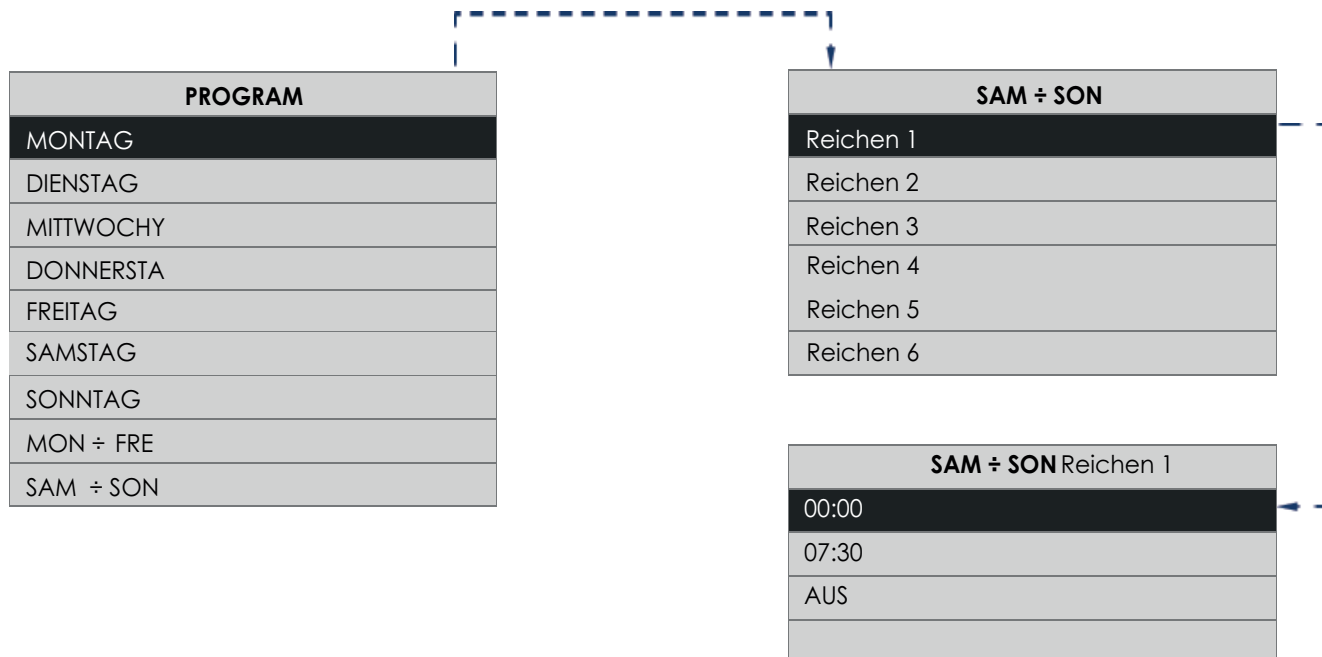 PROGRAM
MONTAG
DIENSTAG
MITTWOCHY
DONNERSTA
FREITAG
SAMSTAG
SONNTAG
MON ÷ FRE
SAM ÷ SON
SAM ÷ SON
Reichen 1
Reichen 2
Reichen 3
Reichen 4
Reichen 5
Reichen 6
SAM ÷ SON Reichen 1
00:00
07:30
AUS